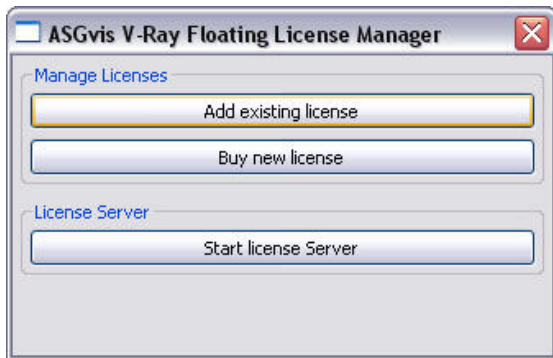 ASGvis V-Ray Floating License Manager
Manage Licenses
Add existing license
Buy new license
License Server
Start license Server